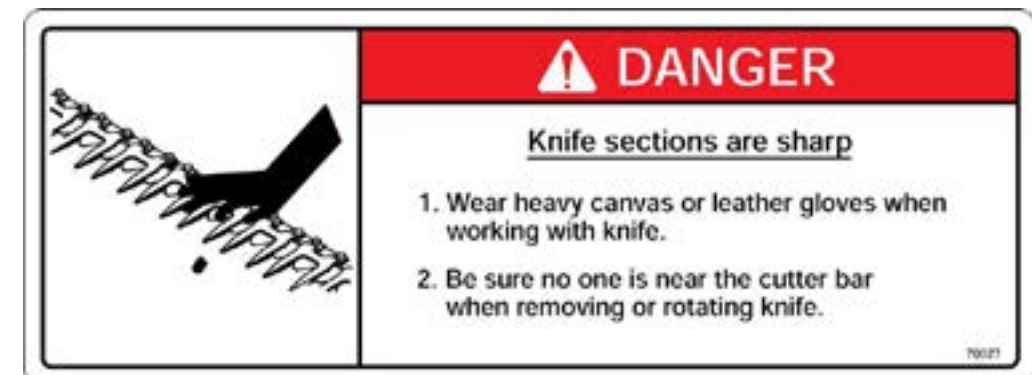 DANGER
Knife sections are sharp
1. Wear heavy canvas or leather gloves when
working with knife.
2. Be sure no one is near the cutter bar
when removing or rotating knife.
70027